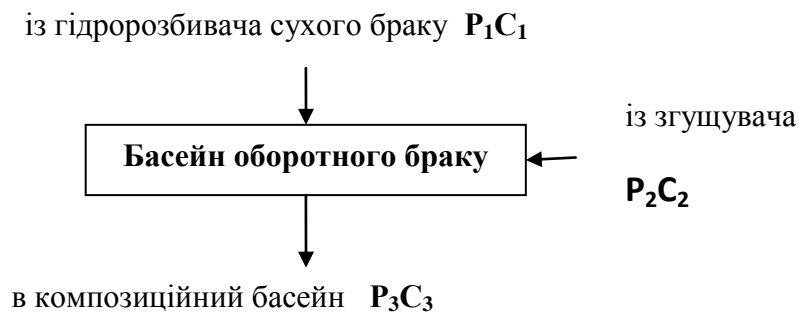 із гідророзбивача сухого браку P₁C₁
із згущувача
Басейн оборотного браку
P₂C₂
в композиційний басейн P₃C₃